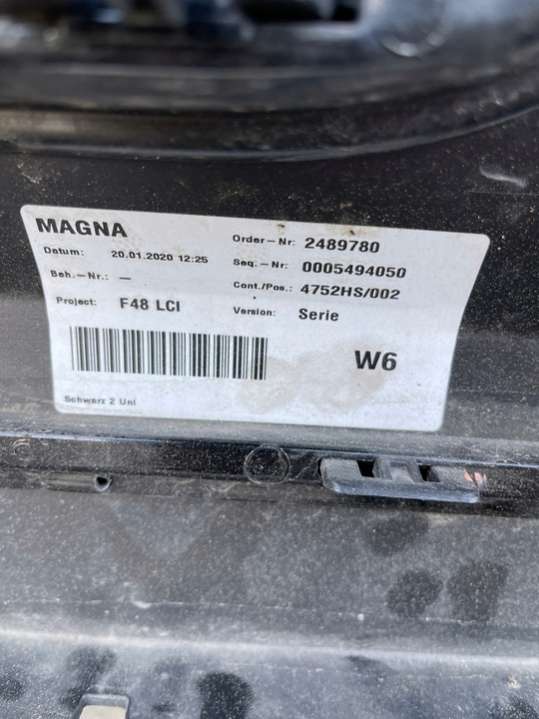 MAGNA
Datum: 20.01.2020 12:25
Beh.-Nr.: —
Project: F48 LCI
Order-Nr: 2489780
Seq.-Nr: 0005494050
Cont./Pos.: 4752HS/002
Version: Serie
W6
Schwarz 2 Uni